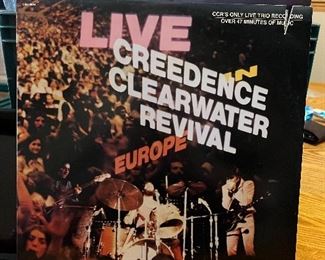 CCR'S ONLY LIVE TRIO RECORDING
OVER 47 MINUTES OF MUSIC
LIVE
IN
CREEDENCE
CLEARWATER
REVIVAL
EUROPE